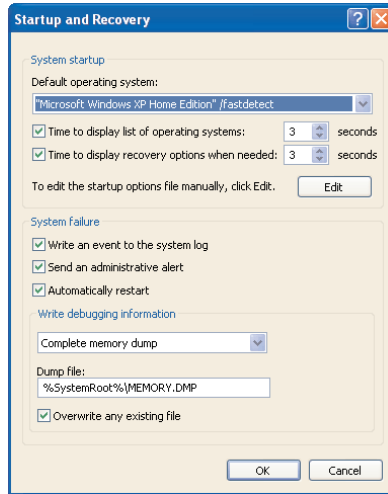 Startup and Recovery
System startup
Default operating system:
"Microsoft Windows XP Home Edition" /fastdetect
Time to display list of operating systems: 3 seconds
Time to display recovery options when needed: 3 seconds
To edit the startup options file manually, click Edit. Edit
System failure
Write an event to the system log
Send an administrative alert
Automatically restart
Write debugging information
Complete memory dump
Dump file:
%SystemRoot%\MEMORY.DMP
Overwrite any existing file
OK Cancel